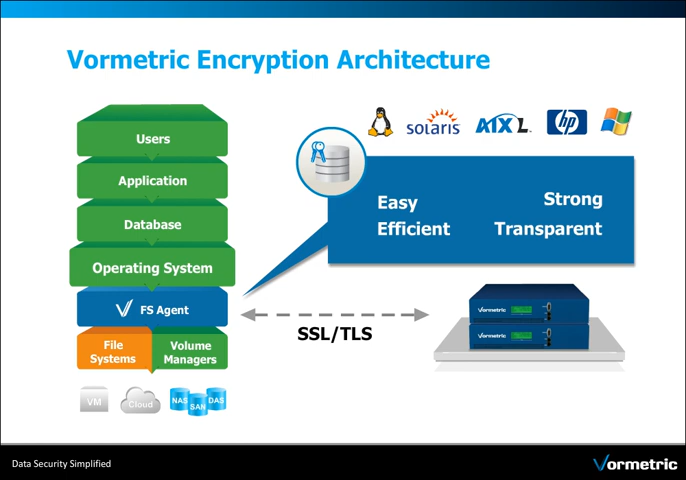 Vormetric Encryption Architecture
solaris
AIX L
hp
Users
Application
Database
Operating System
FS Agent
File
Systems
Volume
Managers
VM
Cloud
NAS
SAN
DAS
Easy
Strong
Efficient
Transparent
SSL/TLS
Vormetric
Vormetric
Data Security Simplified
Vormetric